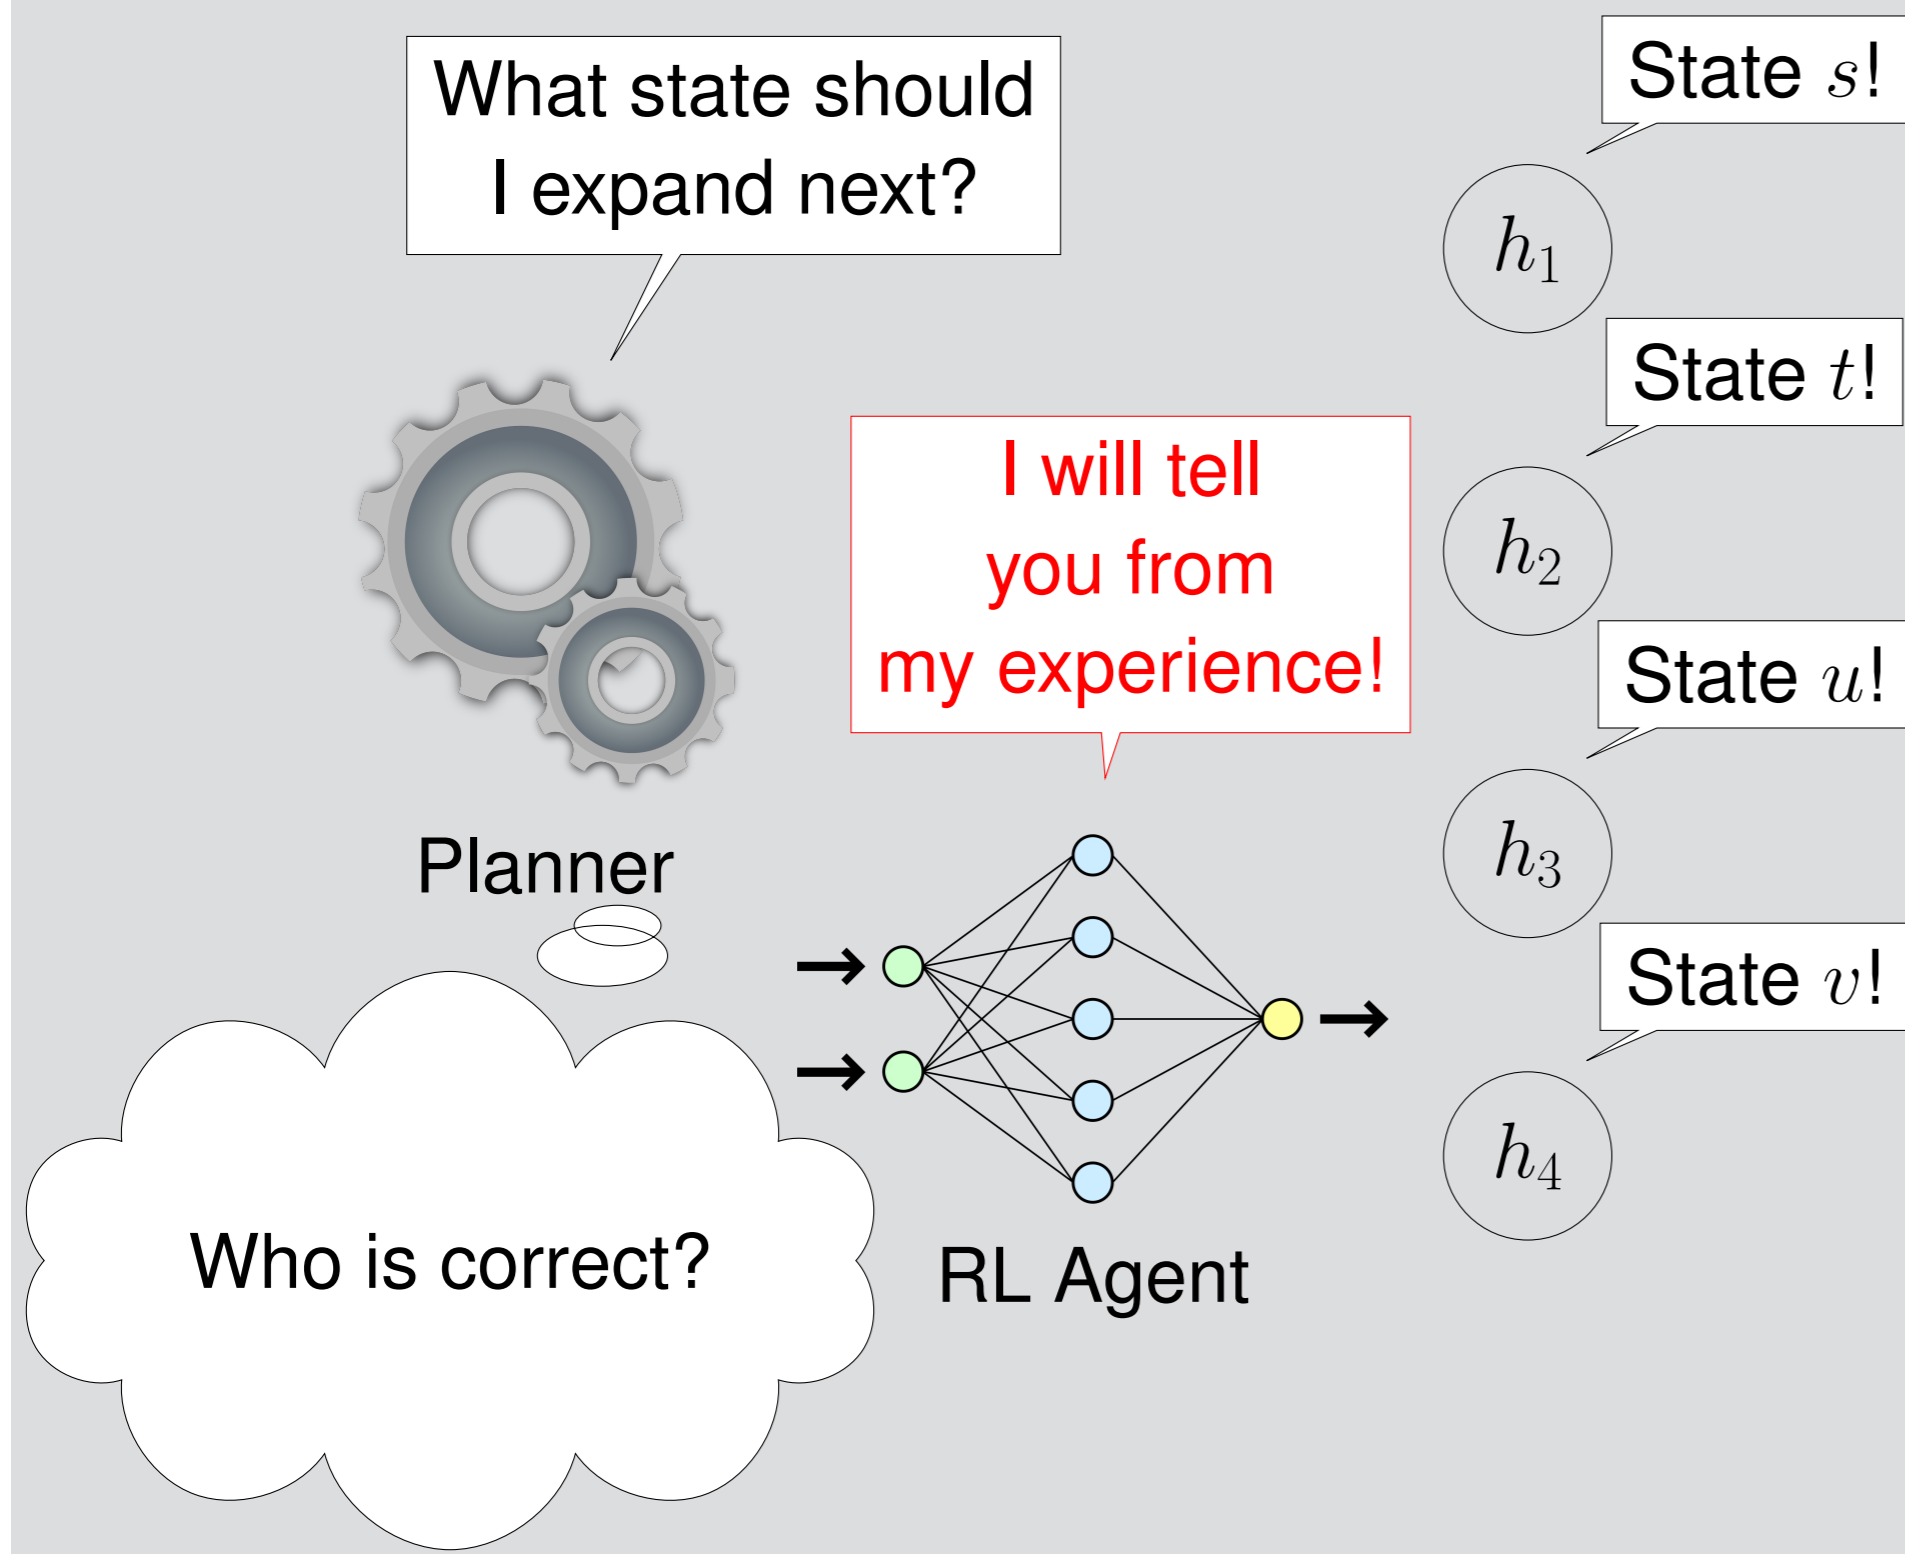 What state should
I expand next?
State s!
h1
State t!
h2
I will tell
you from
my experience!
State u!
h3
Planner
State v!
h4
Who is correct?
RL Agent